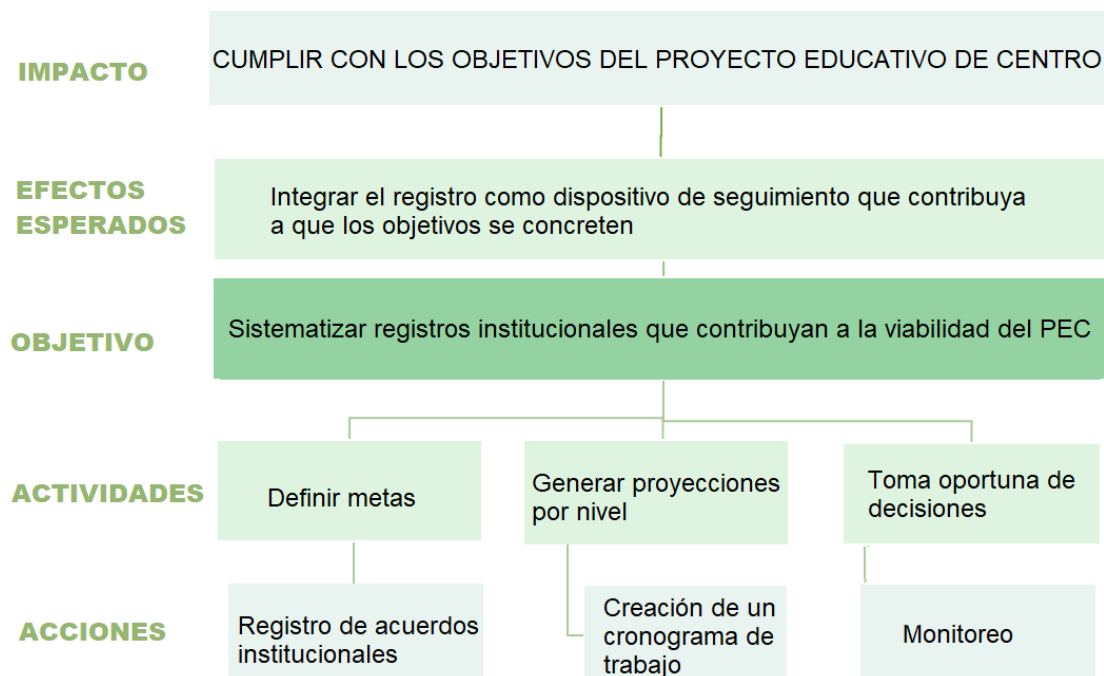 IMPACTO
CUMPLIR CON LOS OBJETIVOS DEL PROYECTO EDUCATIVO DE CENTRO
EFECTOS
ESPERADOS
Integrar el registro como dispositivo de seguimiento que contribuya
a que los objetivos se concreten
OBJETIVO
Sistematizar registros institucionales que contribuyan a la viabilidad del PEC
ACTIVIDADES
Definir metas
Generar proyecciones
por nivel
Toma oportuna de
decisiones
ACCIONES
Registro de acuerdos
institucionales
Creación de un
cronograma de
trabajo
Monitoreo